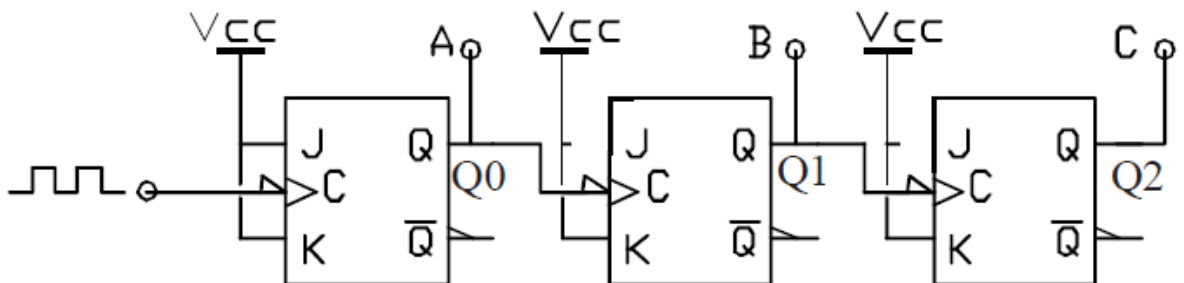 Vcc A Vcc B Vcc C
J Q J Q J Q
Q0 Q1 Q2
C C C
K Q̅ K Q̅ K Q̅